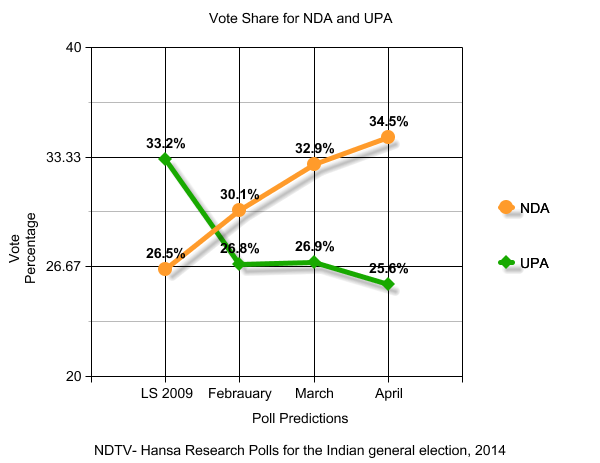 Vote Share for NDA and UPA
40
33.33
26.67
20
Vote
Percentage
33.2%
26.5%
30.1%
26.8%
32.9%
26.9%
34.5%
25.6%
NDA
UPA
LS 2009
Febrauary
March
April
Poll Predictions
NDTV- Hansa Research Polls for the Indian general election, 2014